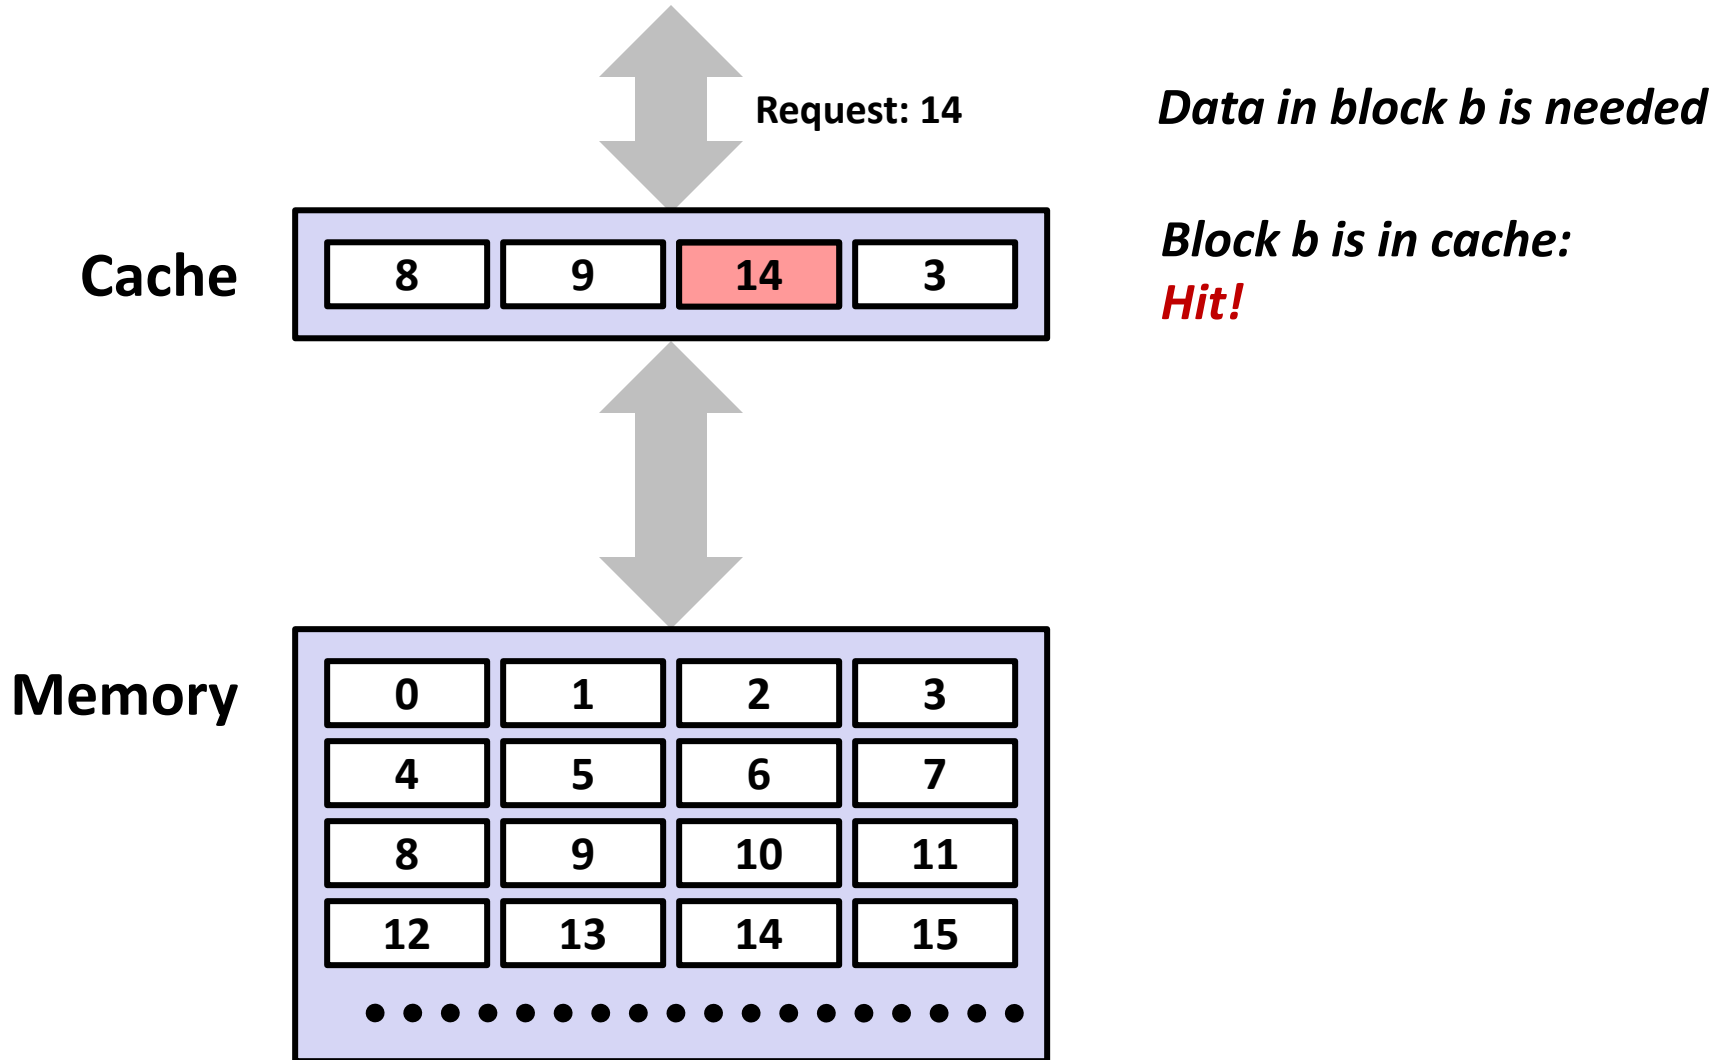 Request: 14
Data in block b is needed
Cache
8 9 14 3
Block b is in cache:
Hit!
Memory
0 1 2 3
4 5 6 7
8 9 10 11
12 13 14 15